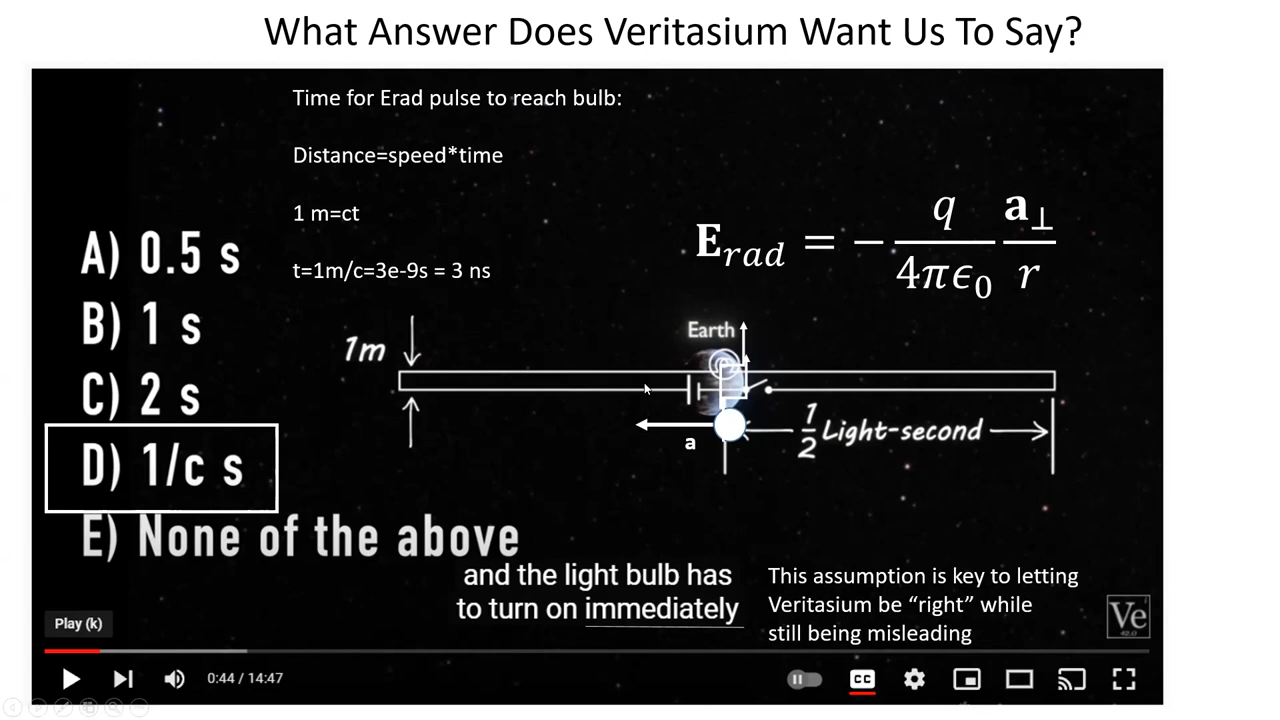 What Answer Does Veritasium Want Us To Say?
Time for Erad pulse to reach bulb:
Distance=speed*time
1 m=ct
t=1m/c=3e-9s = 3 ns
E_rad = − q/(4πϵ₀) a_⊥/r
A) 0.5 s
B) 1 s
C) 2 s
D) 1/c s
E) None of the above
1m
Earth
a
1/2 Light-second
and the light bulb has
to turn on immediately
This assumption is key to letting
Veritasium be “right” while
still being misleading
Ve
Play (k)
0:44 / 14:47
CC